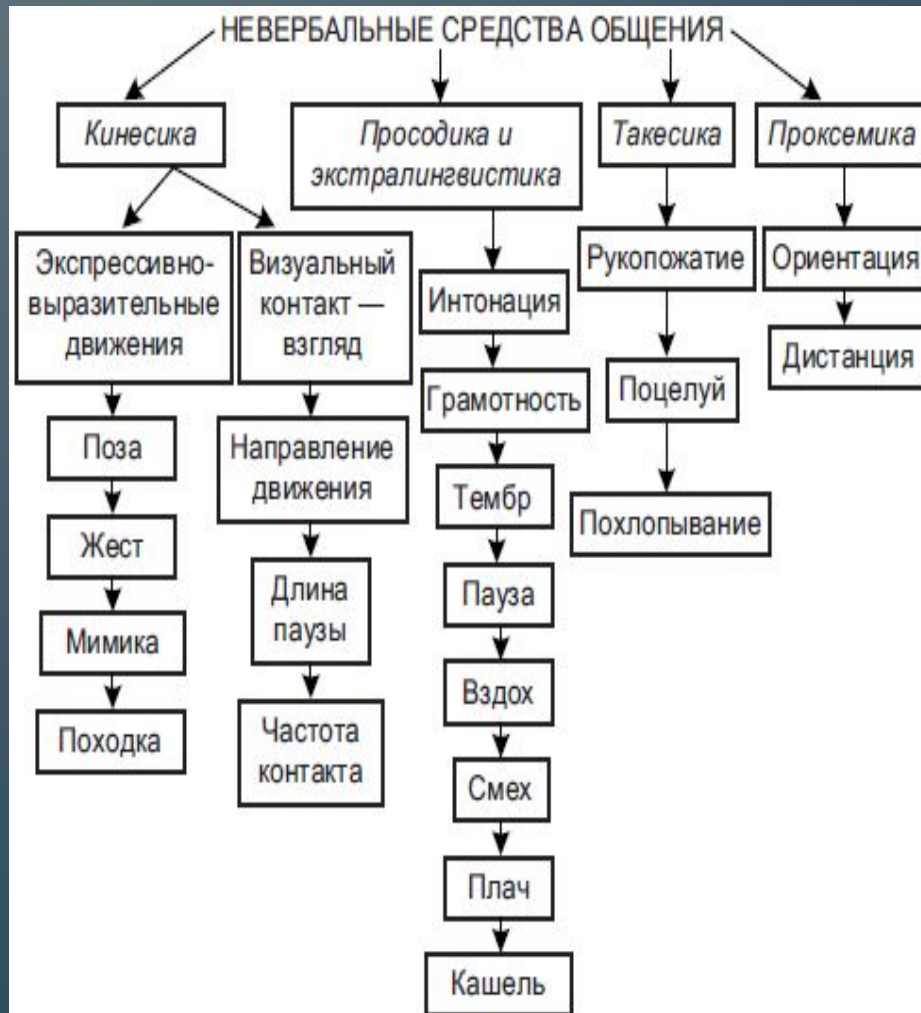 НЕВЕРБАЛЬНЫЕ СРЕДСТВА ОБЩЕНИЯ
Кинесика
Просодика и
экстралингвистика
Такесика
Проксемика
Экспрессивно-
выразительные
движения
Визуальный
контакт —
взгляд
Интонация
Рукопожатие
Ориентация
Дистанция
Грамотность
Поцелуй
Поза
Направление
движения
Тембр
Похлопывание
Жест
Длина
паузы
Пауза
Мимика
Вздох
Походка
Частота
контакта
Смех
Плач
Кашель